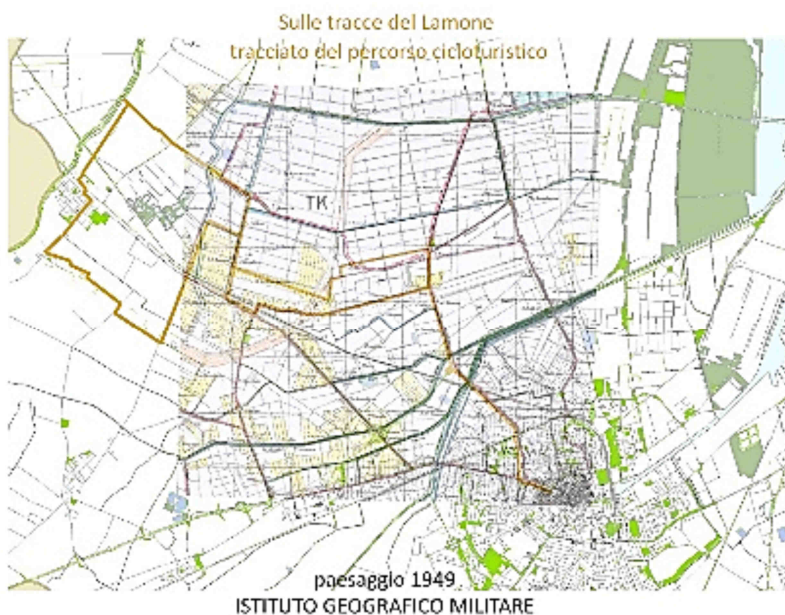 Sulle tracce del Lamone
tracciato del percorso cicloturistico
TK
paesaggio 1949
ISTITUTO GEOGRAFICO MILITARE